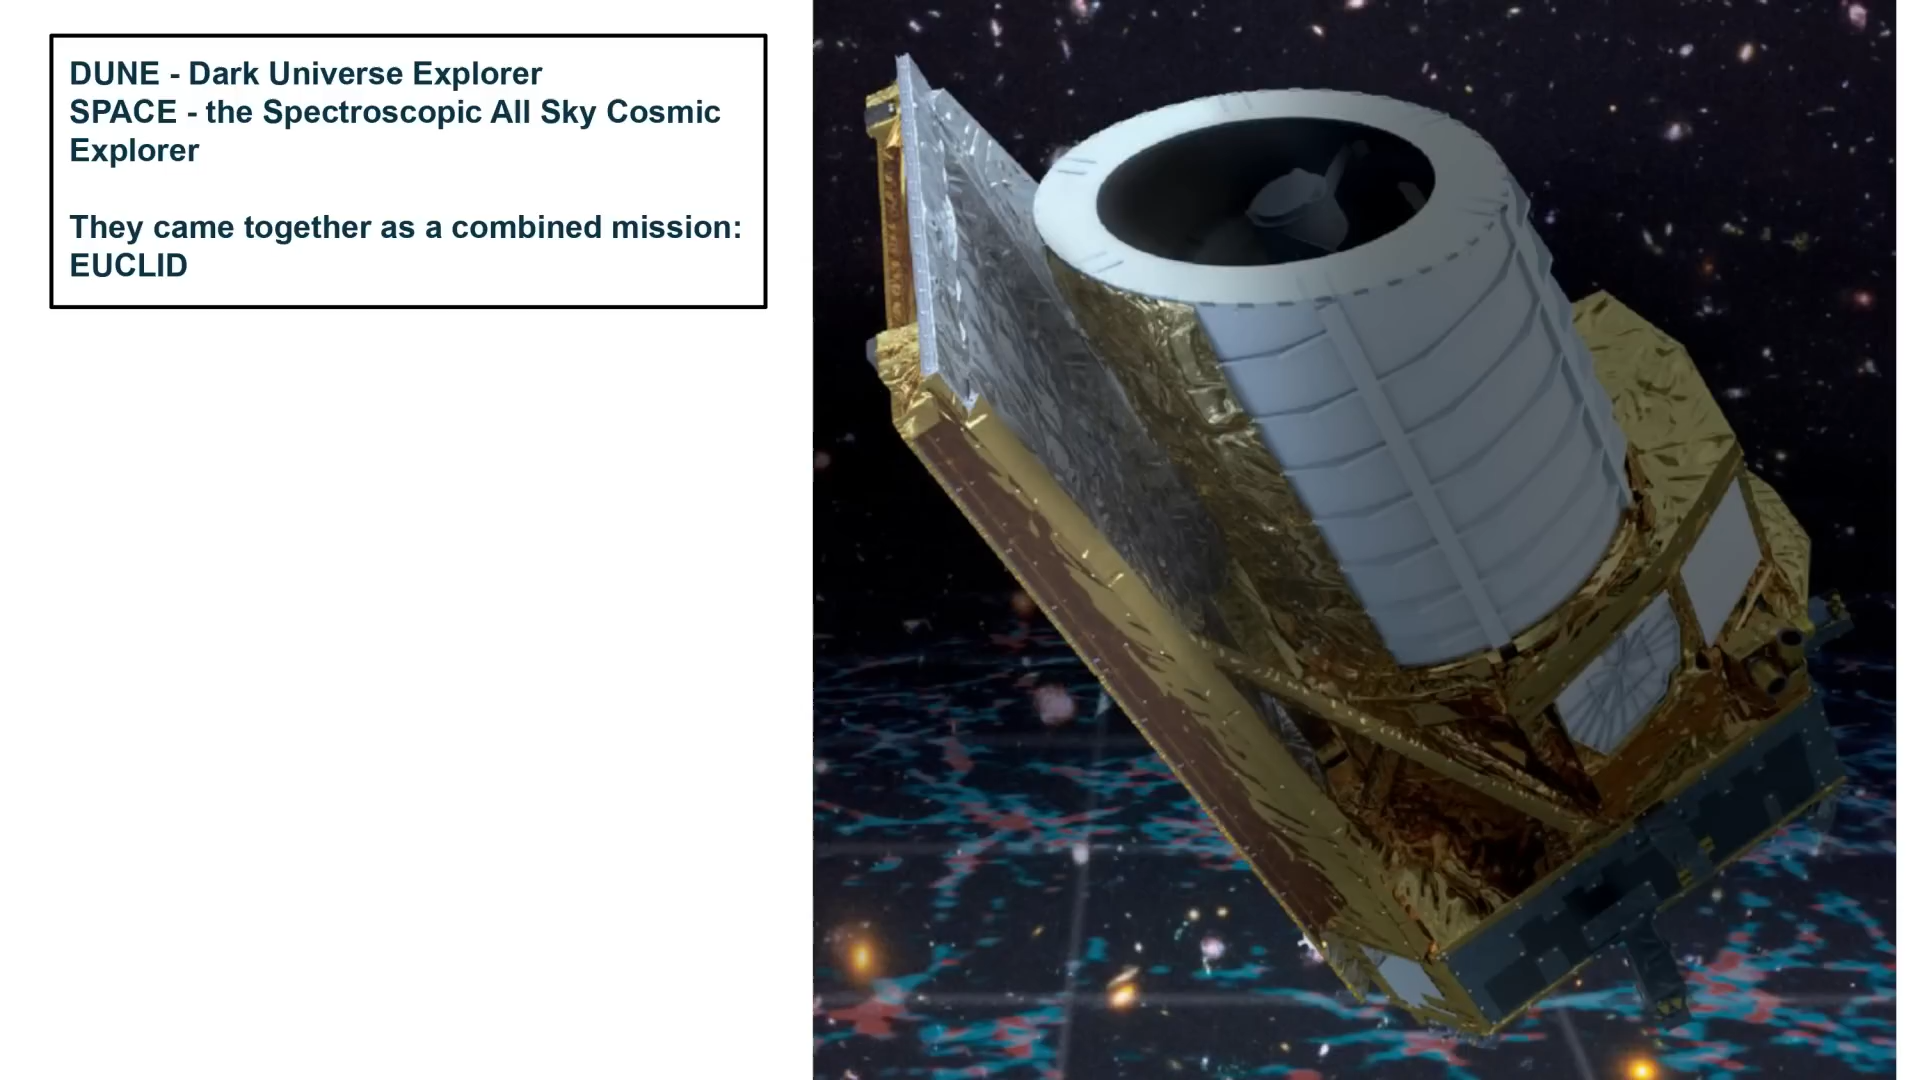 DUNE - Dark Universe Explorer
SPACE - the Spectroscopic All Sky Cosmic
Explorer
They came together as a combined mission:
EUCLID